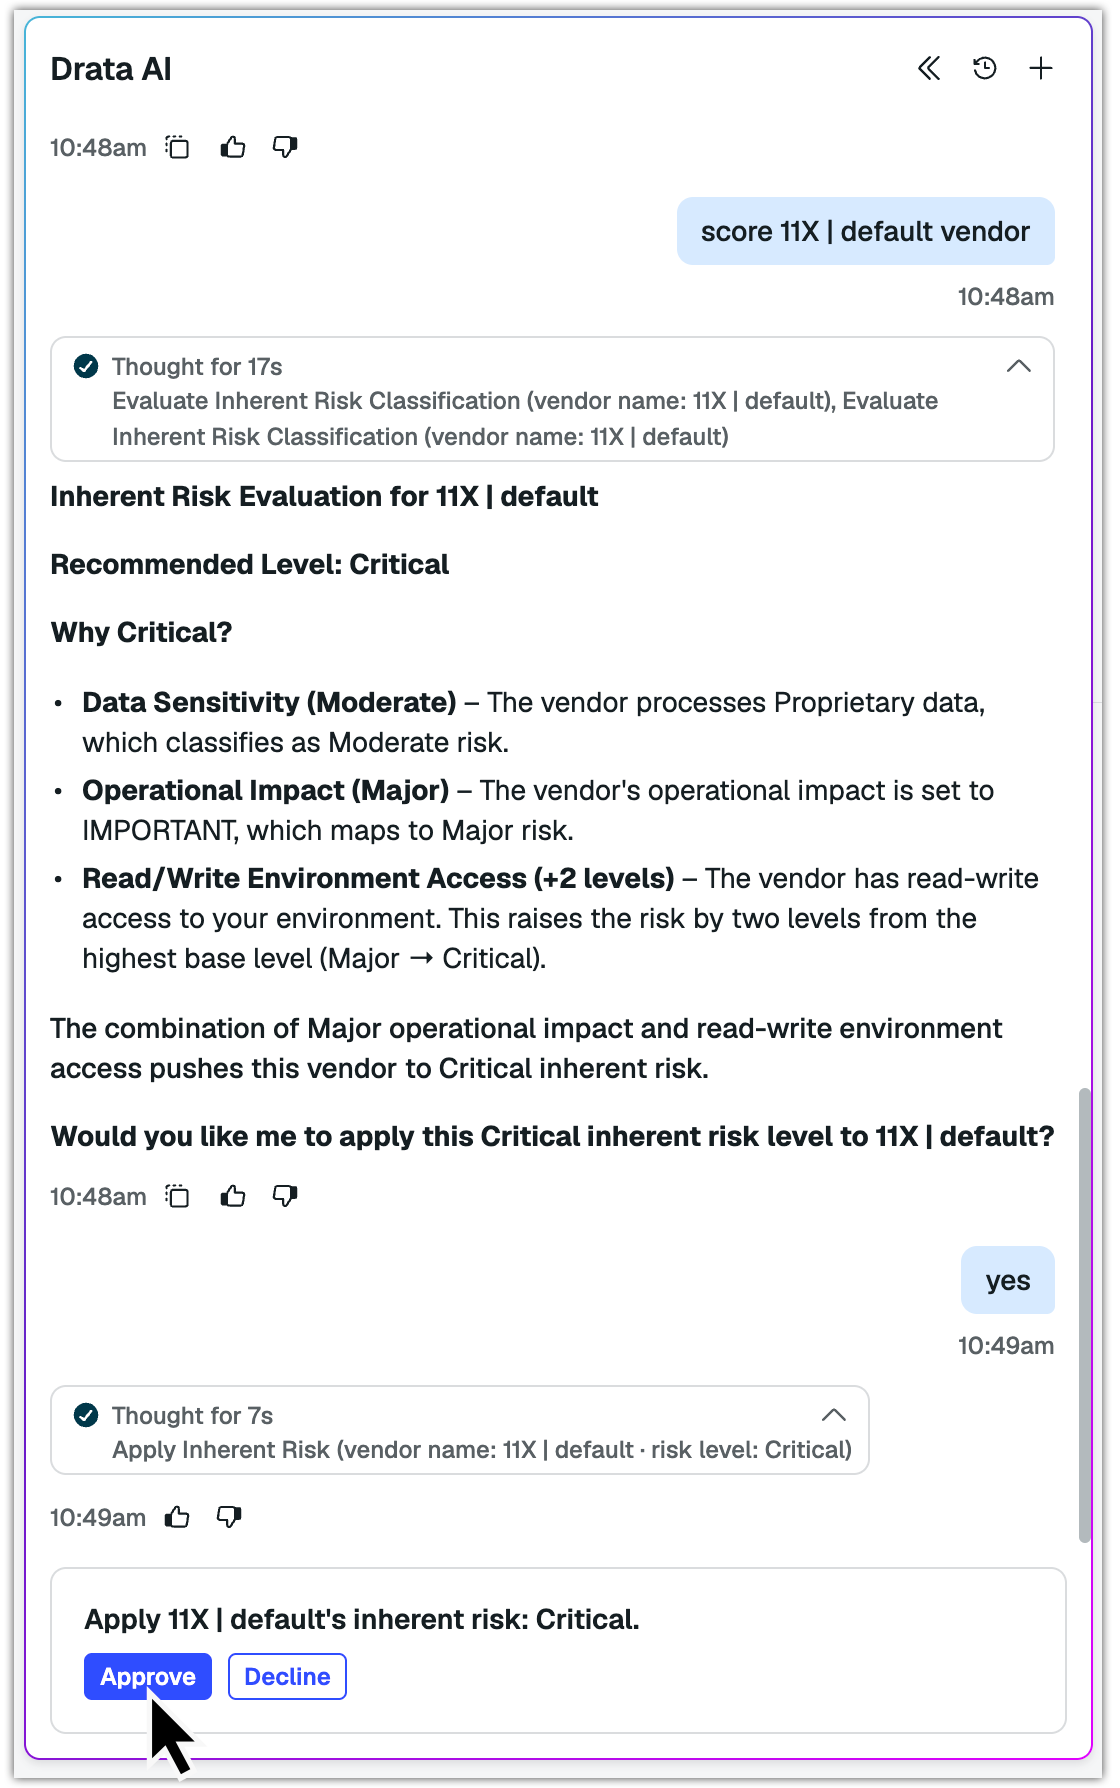 Drata AI
10:48am
score 11X | default vendor
10:48am
Thought for 17s
Evaluate Inherent Risk Classification (vendor name: 11X | default), Evaluate
Inherent Risk Classification (vendor name: 11X | default)
Inherent Risk Evaluation for 11X | default
Recommended Level: Critical
Why Critical?
• Data Sensitivity (Moderate) – The vendor processes Proprietary data,
which classifies as Moderate risk.
• Operational Impact (Major) – The vendor's operational impact is set to
IMPORTANT, which maps to Major risk.
• Read/Write Environment Access (+2 levels) – The vendor has read-write
access to your environment. This raises the risk by two levels from the
highest base level (Major → Critical).
The combination of Major operational impact and read-write environment
access pushes this vendor to Critical inherent risk.
Would you like me to apply this Critical inherent risk level to 11X | default?
10:48am
yes
10:49am
Thought for 7s
Apply Inherent Risk (vendor name: 11X | default · risk level: Critical)
10:49am
Apply 11X | default's inherent risk: Critical.
Approve Decline